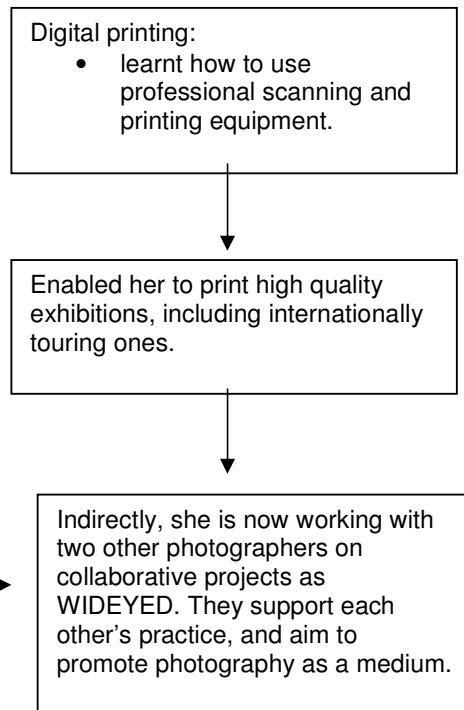 Digital printing:
• learnt how to use
professional scanning and
printing equipment.
Enabled her to print high quality
exhibitions, including internationally
touring ones.
Indirectly, she is now working with
two other photographers on
collaborative projects as
WIDEYED. They support each
other’s practice, and aim to
promote photography as a medium.